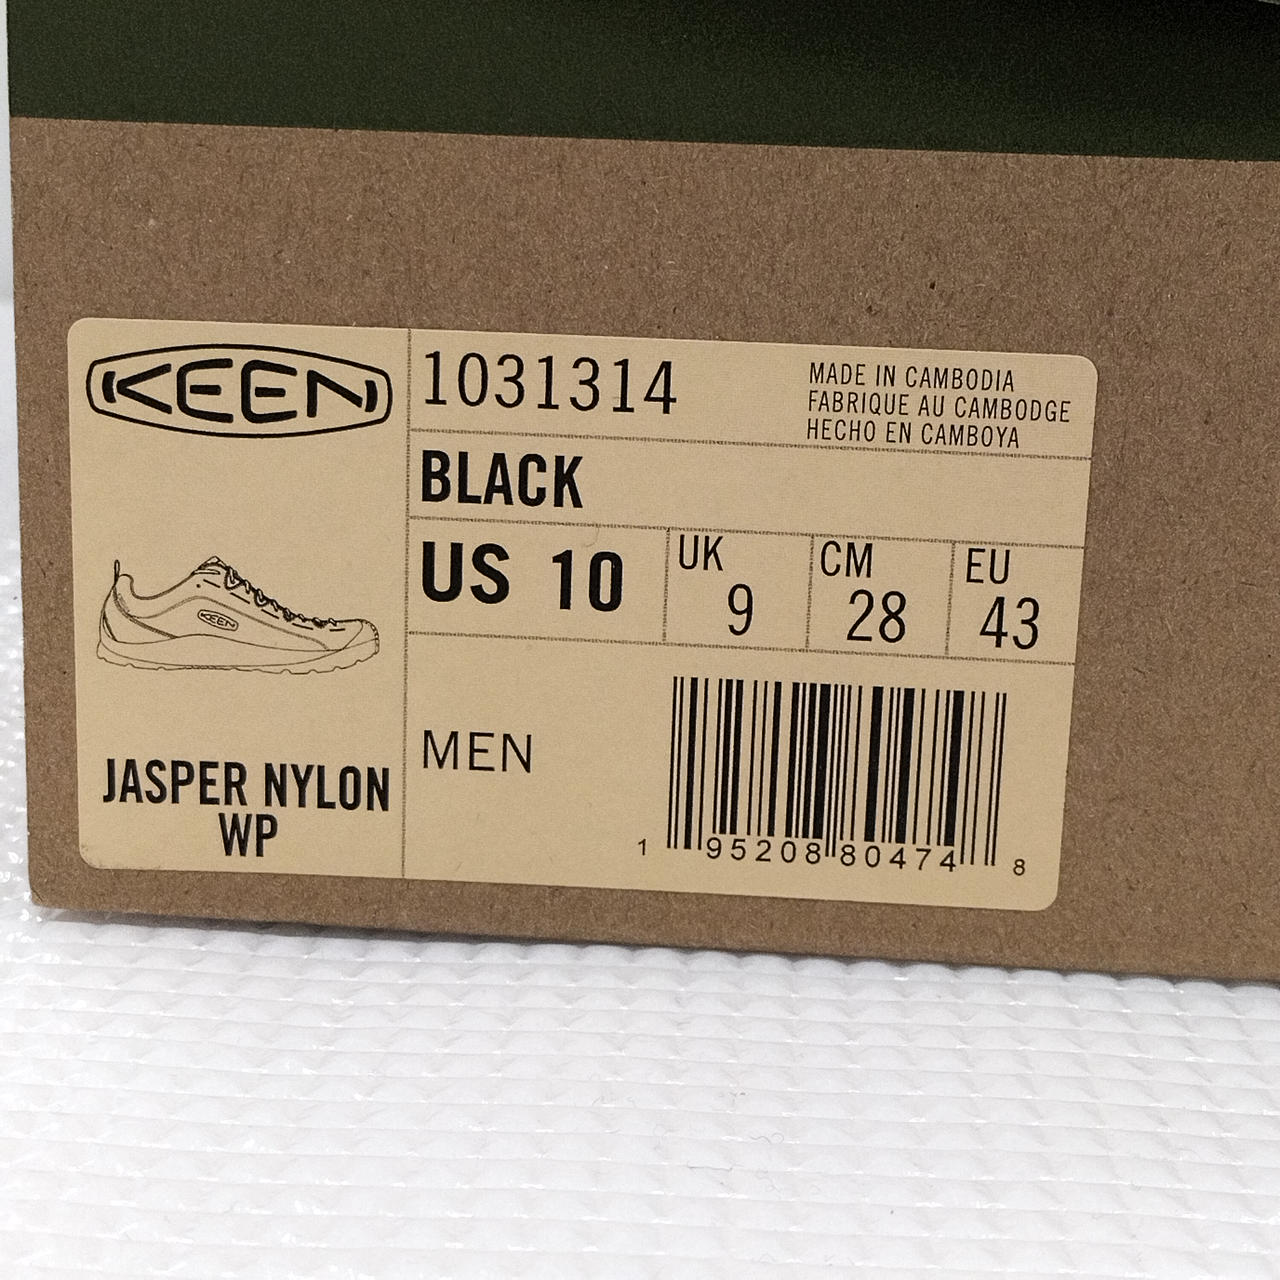 KEEN
1031314
MADE IN CAMBODIA
FABRIQUE AU CAMBODGE
HECHO EN CAMBOYA
BLACK
US 10
UK
9
CM
28
EU
43
KEEN
MEN
JASPER NYLON
WP
1 95208 80474 8